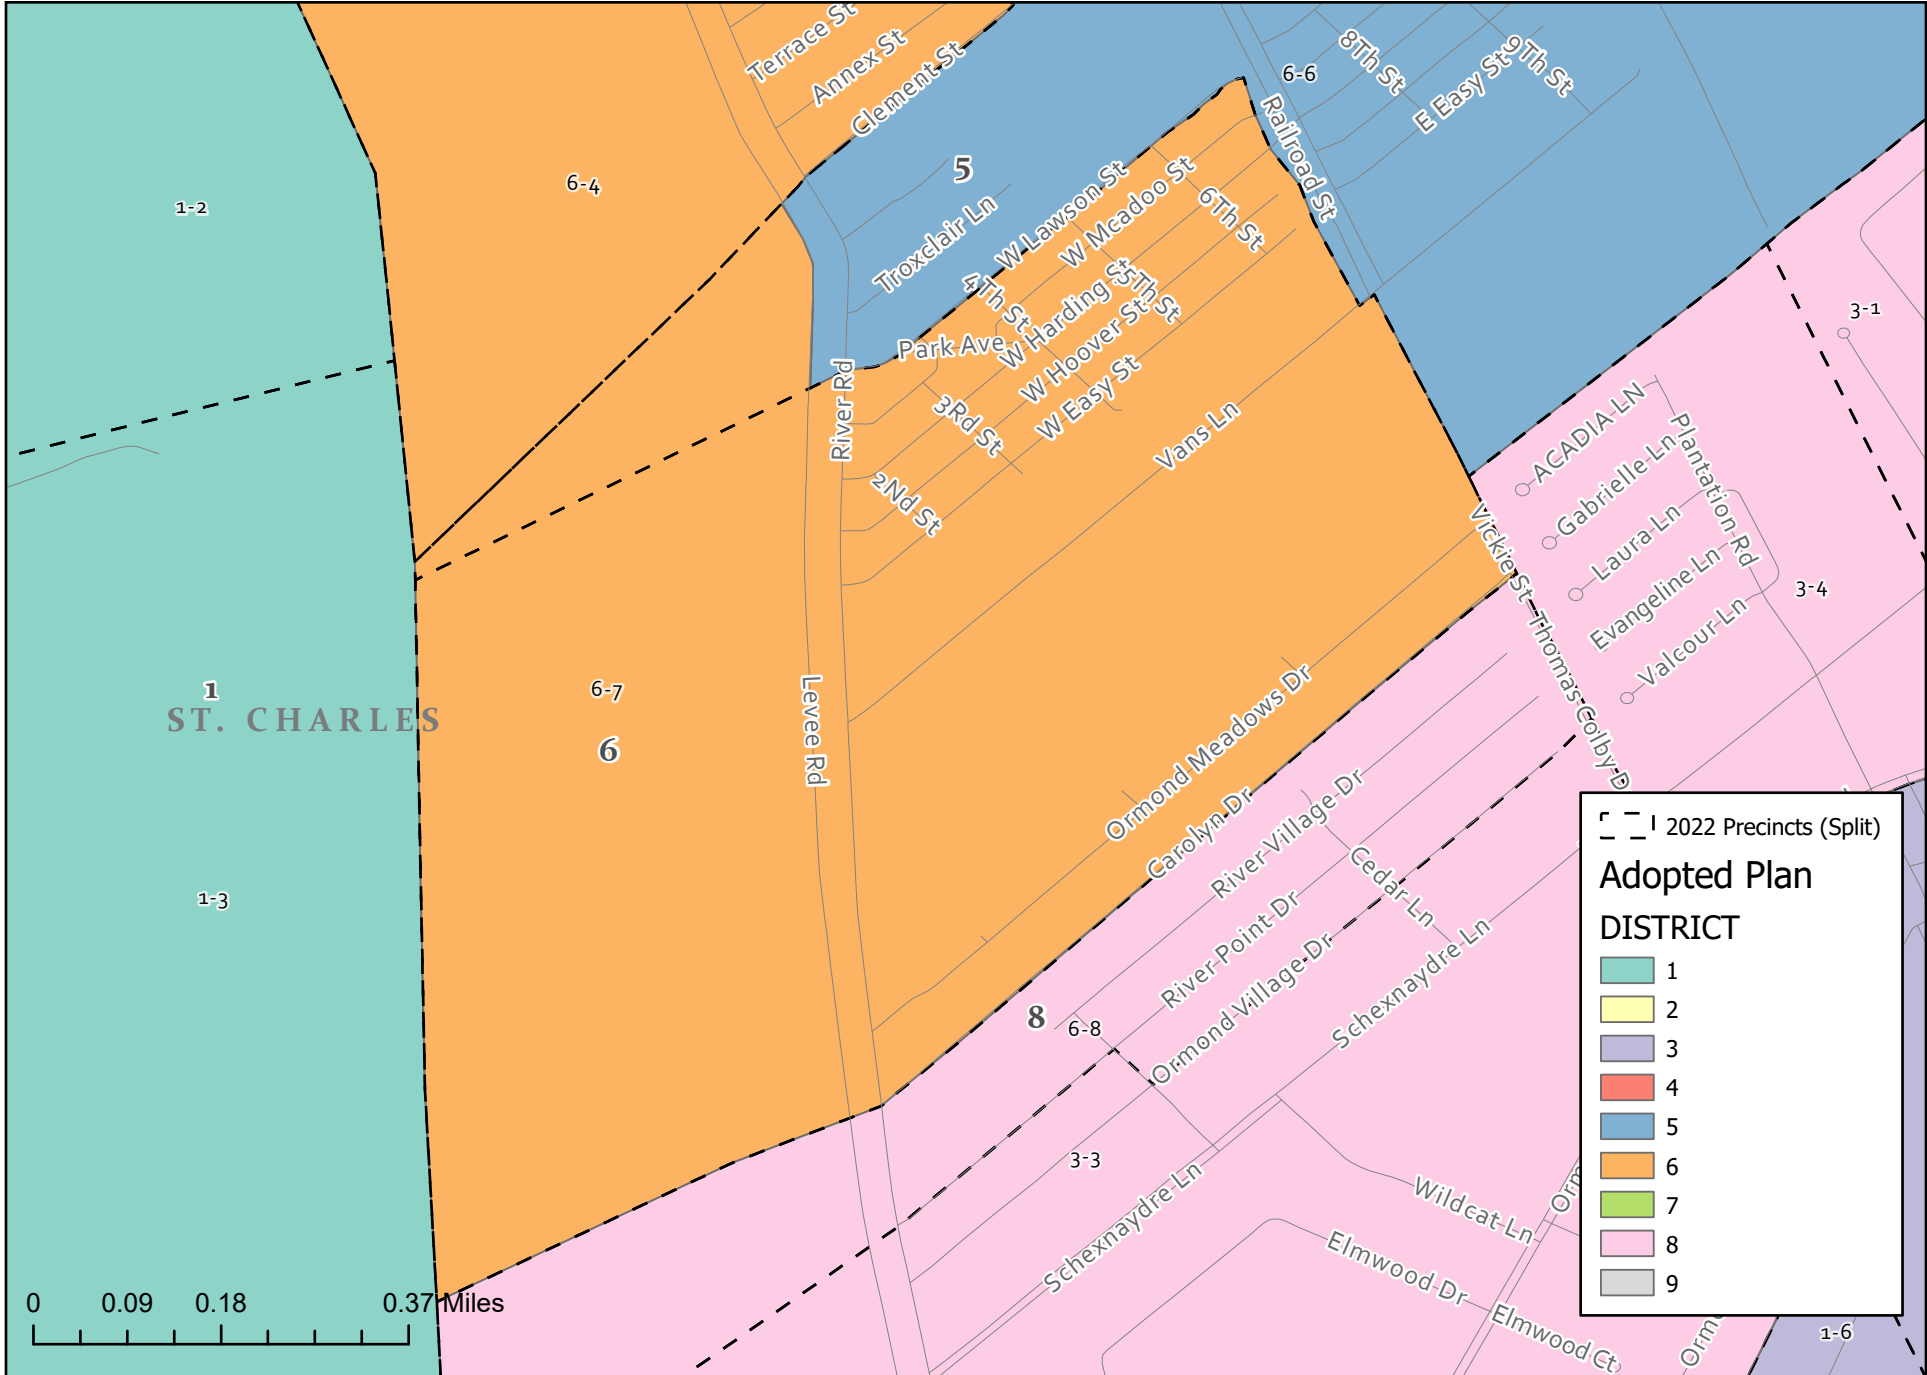 Terrace St
Annex St
Clement St
6-6
8Th St
9Th St
E Easy St
Railroad St
1-2
6-4
5
Troxclair Ln
W Lawson St
W Mcadoo St
6Th St
4Th St
5Th St
W Harding St
W Hoover St
W Easy St
Park Ave
River Rd
3Rd St
2Nd St
Vans Ln
3-1
ACADIA LN
Gabrielle Ln
Laura Ln
Evangeline Ln
Valcour Ln
Plantation Rd
3-4
Vickie St
Thomas Colby D
1
ST. CHARLES
6-7
6
Levee Rd
1-3
Ormond Meadows Dr
Carolyn Dr
River Village Dr
River Point Dr
Cedar Ln
Ormond Village Dr
Schexnaydre Ln
8
6-8
3-3
Schexnaydre Ln
Wildcat Ln
Elmwood Dr
Elmwood Ct
Orm
Ormo
1-6
2022 Precincts (Split)
Adopted Plan
DISTRICT
1
2
3
4
5
6
7
8
9
0 0.09 0.18 0.37 Miles